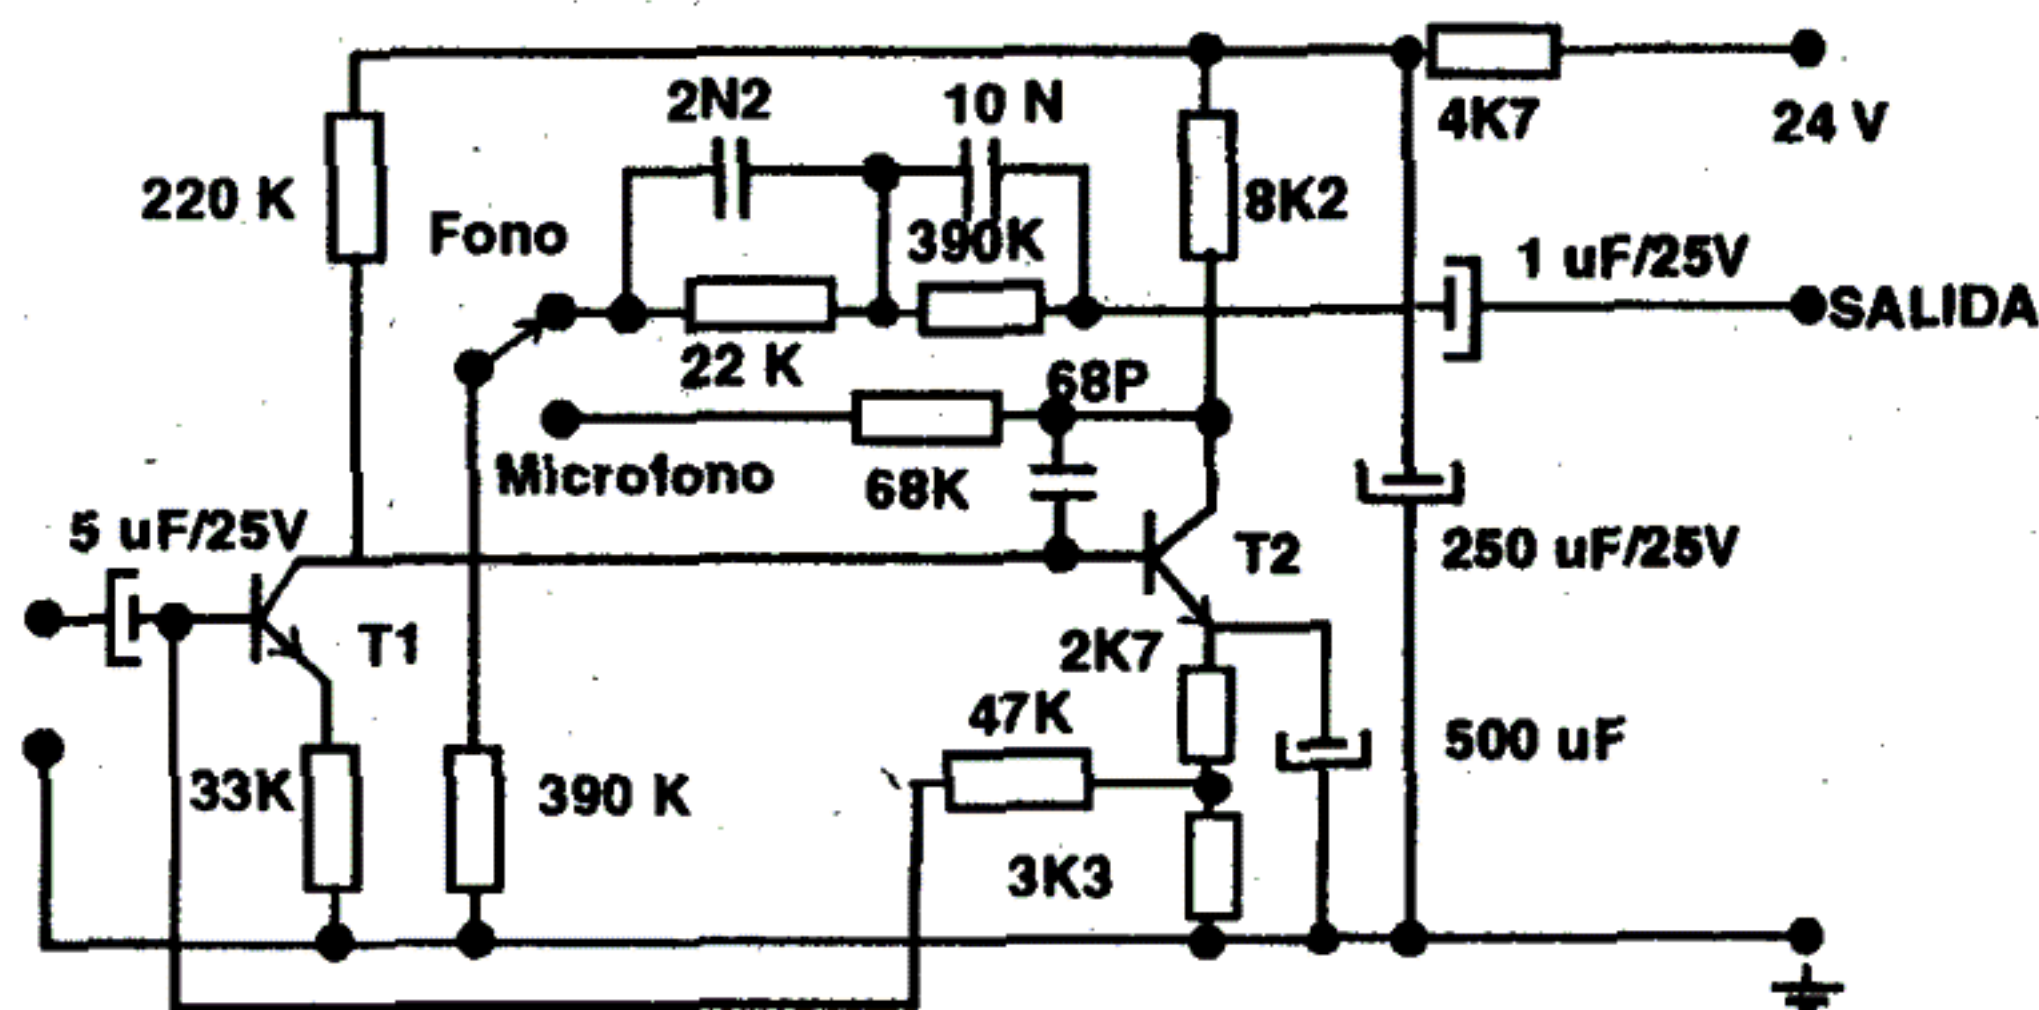 2N2
10 N
4K7
24 V
220 K
8K2
Fono
390K
1 uF/25V
SALIDA
22 K
68P
Microfono
68K
5 uF/25V
T2
250 uF/25V
T1
2K7
47K
500 uF
33K
390 K
3K3